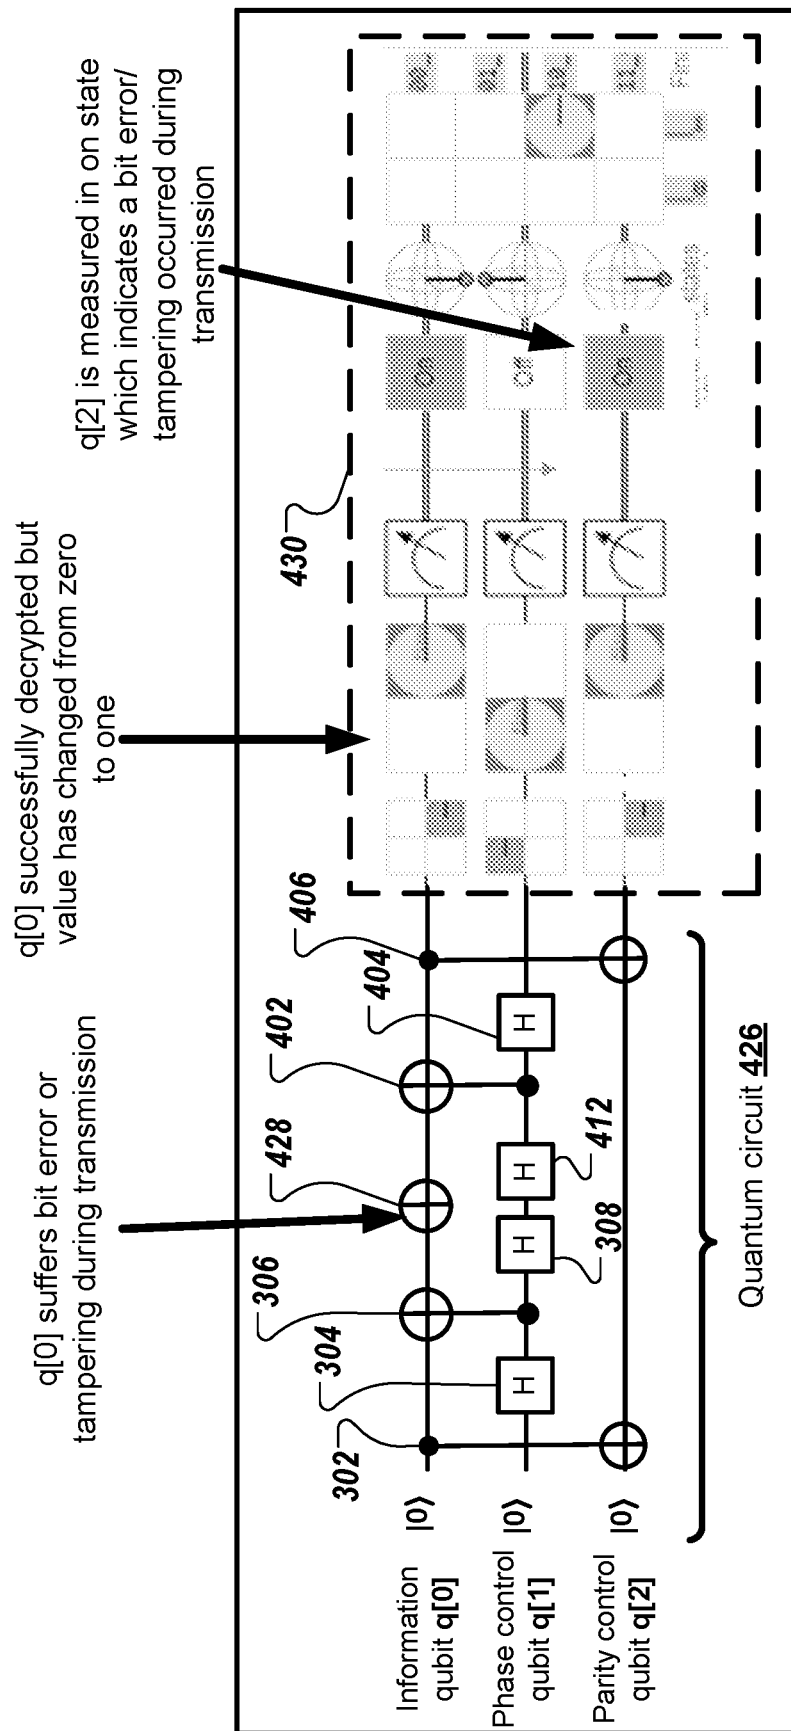 q[0] suffers bit error or
tampering during transmission
q[0] successfully decrypted but
value has changed from zero
to one
q[2] is measured in on state
which indicates a bit error/
tampering occurred during
transmission
302
304
306
428
402
404
406
430
308
412
Information
qubit q[0]
|0⟩
Phase control
qubit q[1]
|0⟩
Parity control
qubit q[2]
|0⟩
H
H
H
H
Off
Quantum circuit 426